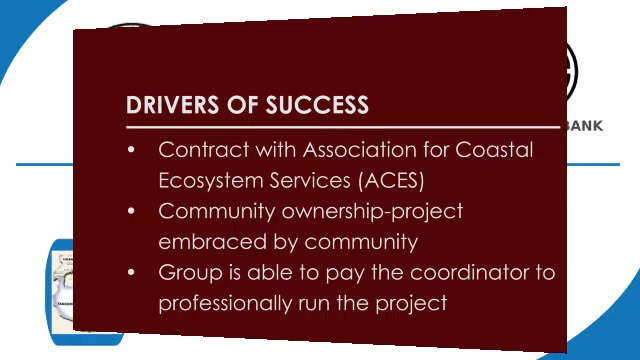 DRIVERS OF SUCCESS
• Contract with Association for Coastal
Ecosystem Services (ACES)
• Community ownership-project
embraced by community
• Group is able to pay the coordinator to
professionally run the project
BANK